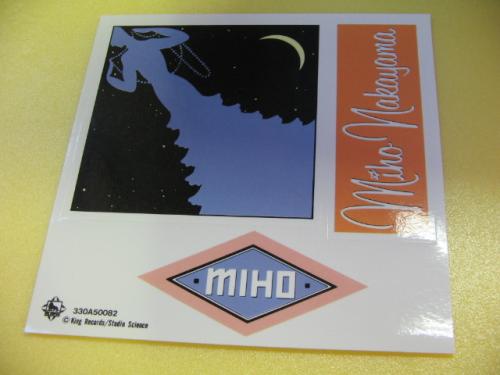 Miho Nakayama
MIHO
330A50082
© King Records/Studio Science